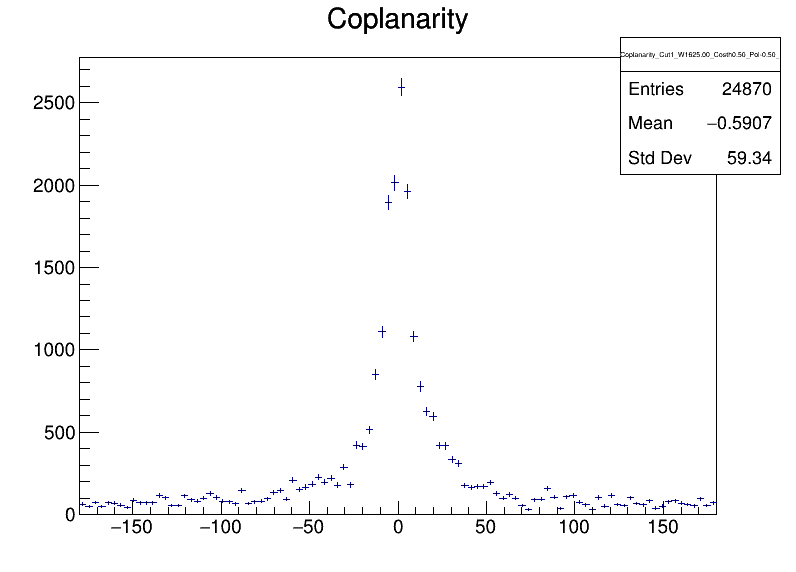 Coplanarity
Coplanarity_Cut1_W1625.00_Costh0.50_Pol-0.50_
Entries 24870
Mean −0.5907
Std Dev 59.34
2500
2000
1500
1000
500
0
−150 −100 −50 0 50 100 150